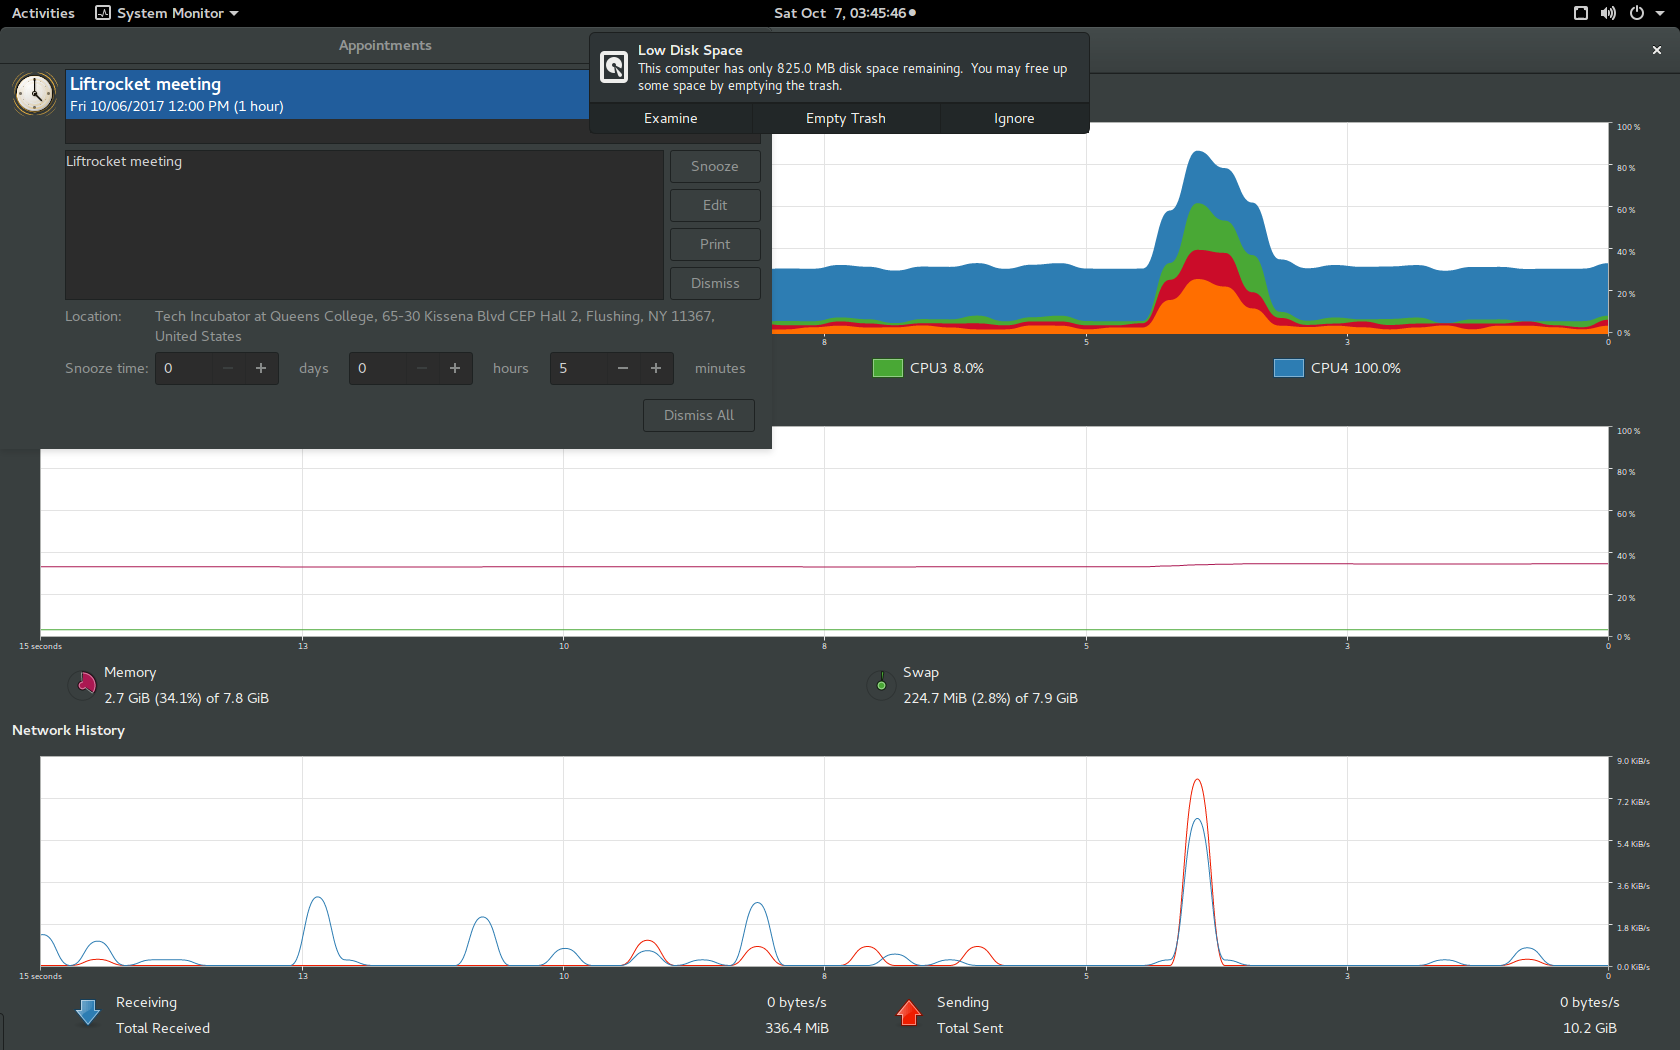 Activities
System Monitor
Sat Oct 7, 03:45:46
Appointments
Low Disk Space
This computer has only 825.0 MB disk space remaining. You may free up
some space by emptying the trash.
Examine
Empty Trash
Ignore
Liftrocket meeting
Fri 10/06/2017 12:00 PM (1 hour)
Liftrocket meeting
Snooze
Edit
Print
Dismiss
Location:
Tech Incubator at Queens College, 65-30 Kissena Blvd CEP Hall 2, Flushing, NY 11367,
United States
Snooze time:
0
days
0
hours
5
minutes
Dismiss All
100 %
80 %
60 %
40 %
20 %
0 %
8
5
3
0
CPU3 8.0%
CPU4 100.0%
100 %
80 %
60 %
40 %
20 %
0 %
15 seconds
13
10
8
5
3
0
Memory
2.7 GiB (34.1%) of 7.8 GiB
Swap
224.7 MiB (2.8%) of 7.9 GiB
Network History
9.0 KiB/s
7.2 KiB/s
5.4 KiB/s
3.6 KiB/s
1.8 KiB/s
0.0 KiB/s
15 seconds
13
10
8
5
3
0
Receiving
0 bytes/s
Total Received
336.4 MiB
Sending
0 bytes/s
Total Sent
10.2 GiB